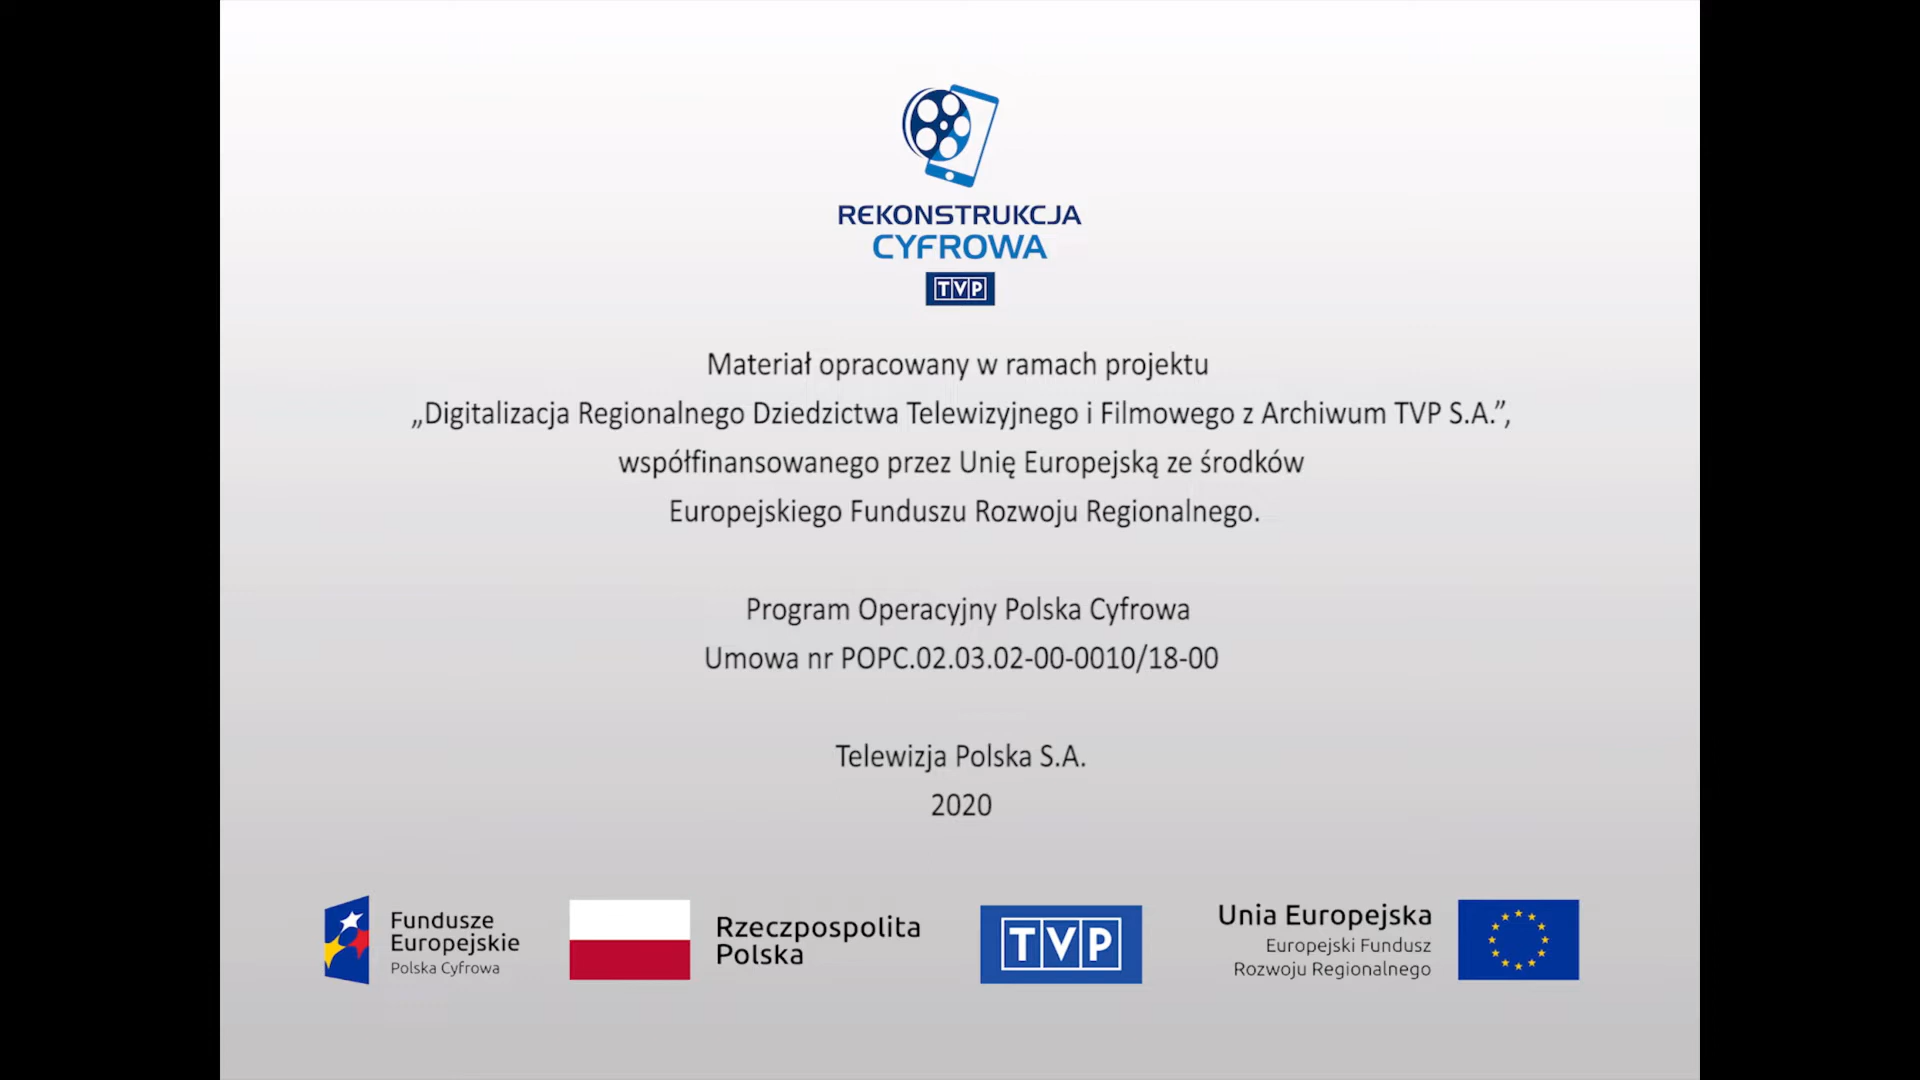 REKONSTRUKCJA
CYFROWA
TVP
Materiał opracowany w ramach projektu
„Digitalizacja Regionalnego Dziedzictwa Telewizyjnego i Filmowego z Archiwum TVP S.A.”,
współfinansowanego przez Unię Europejską ze środków
Europejskiego Funduszu Rozwoju Regionalnego.
Program Operacyjny Polska Cyfrowa
Umowa nr POPC.02.03.02-00-0010/18-00
Telewizja Polska S.A.
2020
Fundusze
Europejskie
Polska Cyfrowa
Rzeczpospolita
Polska
TVP
Unia Europejska
Europejski Fundusz
Rozwoju Regionalnego